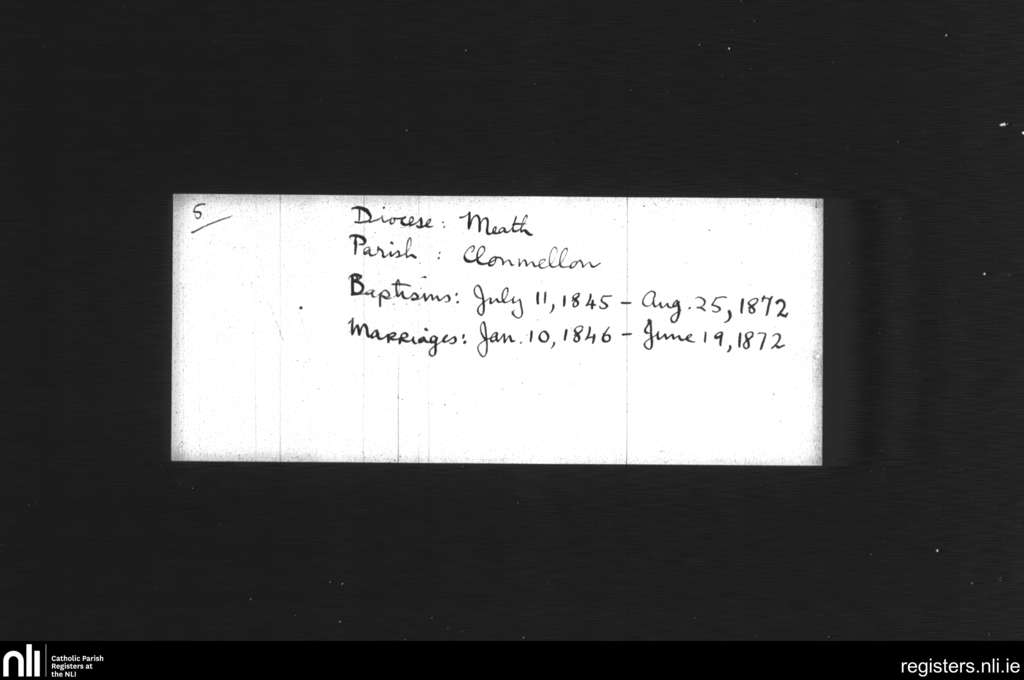 5
Diocese: Meath
Parish : Clonmellon
Baptisms: July 11, 1845 - Aug. 25, 1872
Marriages: Jan. 10, 1846 - June 19, 1872
nli
Catholic Parish
Registers at
the NLI
registers.nli.ie